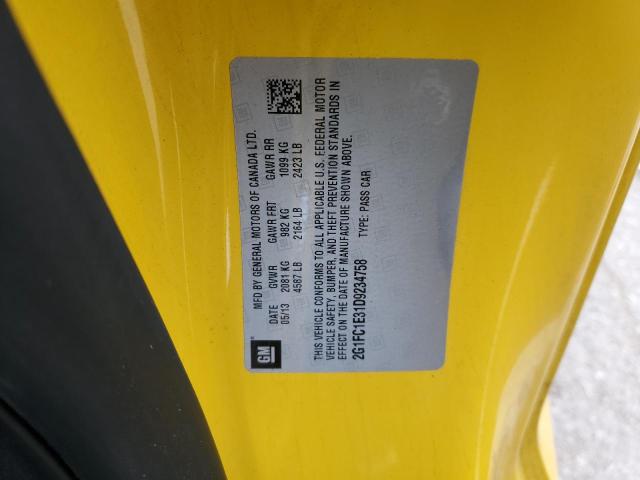 MFD BY GENERAL MOTORS OF CANADA LTD.
DATE GVWR GAWR FRT GAWR RR
05/13 2081 KG 982 KG 1099 KG
4587 LB 2164 LB 2423 LB
GM
THIS VEHICLE CONFORMS TO ALL APPLICABLE U.S. FEDERAL MOTOR
VEHICLE SAFETY, BUMPER, AND THEFT PREVENTION STANDARDS IN
EFFECT ON THE DATE OF MANUFACTURE SHOWN ABOVE.
2G1FC1E31D9234758 TYPE: PASS CAR